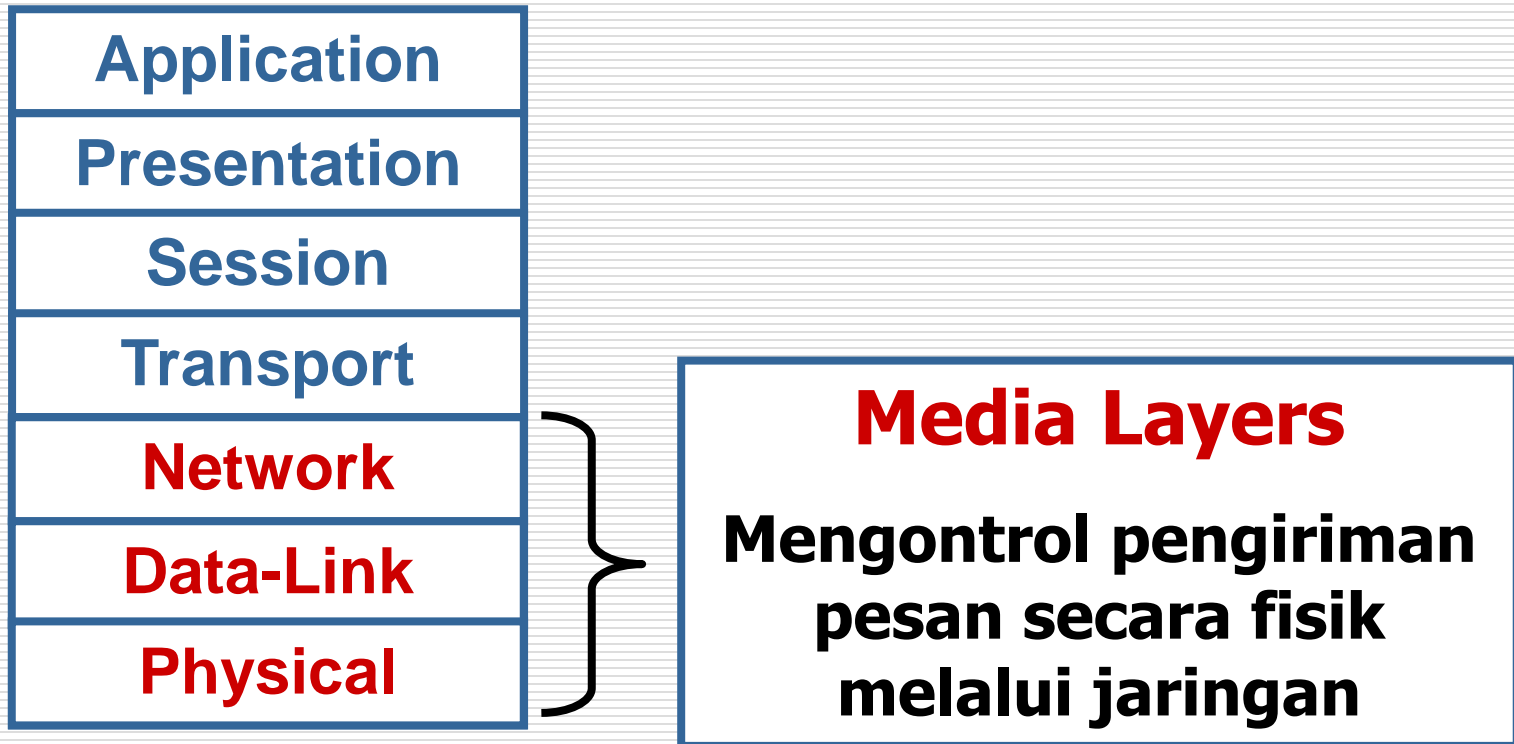 Application
Presentation
Session
Transport
Network
Data-Link
Physical
Media Layers
Mengontrol pengiriman
pesan secara fisik
melalui jaringan